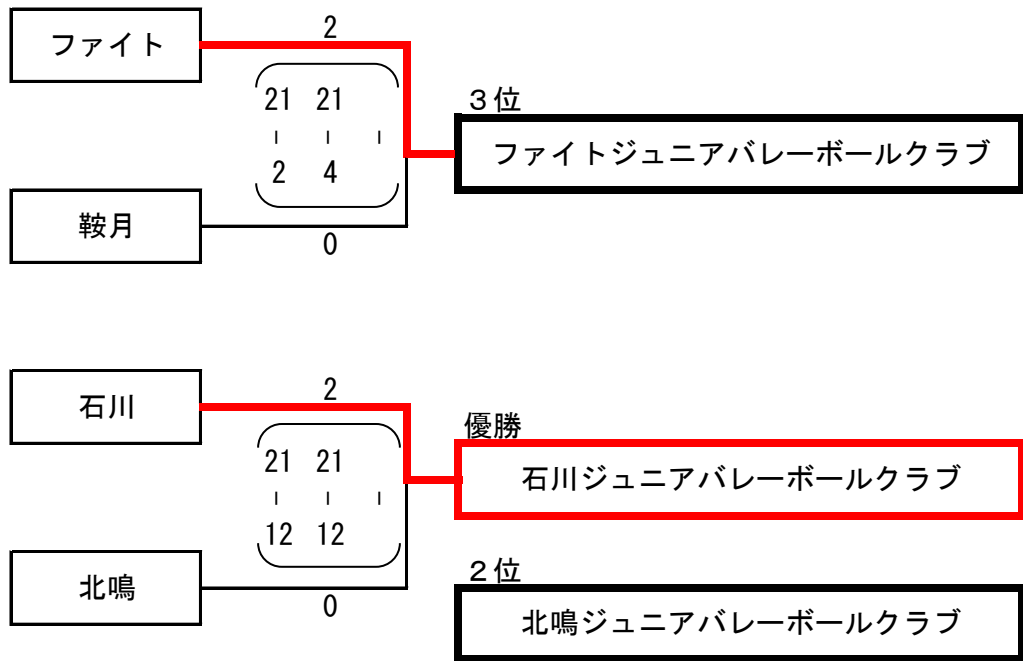 ファイト
2
21 21
2 4
鞍月
0
３位
ファイトジュニアバレーボールクラブ
石川
2
21 21
12 12
北鳴
0
優勝
石川ジュニアバレーボールクラブ
２位
北鳴ジュニアバレーボールクラブ